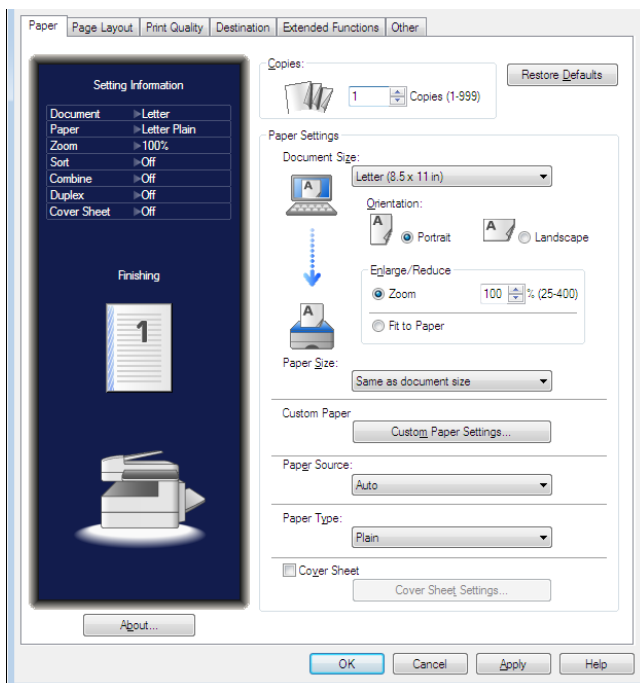 Paper Page Layout Print Quality Destination Extended Functions Other
Setting Information
Document ▶Letter
Paper ▶Letter Plain
Zoom ▶100%
Sort ▶Off
Combine ▶Off
Duplex ▶Off
Cover Sheet ▶Off
Finishing
1
About...
Copies:
1 Copies (1-999)
Restore Defaults
Paper Settings
Document Size:
A
Letter (8.5 x 11 in)
Orientation:
A Portrait A Landscape
Enlarge/Reduce
Zoom 100 % (25-400)
Fit to Paper
A
Paper Size:
Same as document size
Custom Paper
Custom Paper Settings...
Paper Source:
Auto
Paper Type:
Plain
Cover Sheet
Cover Sheet Settings...
OK Cancel Apply Help